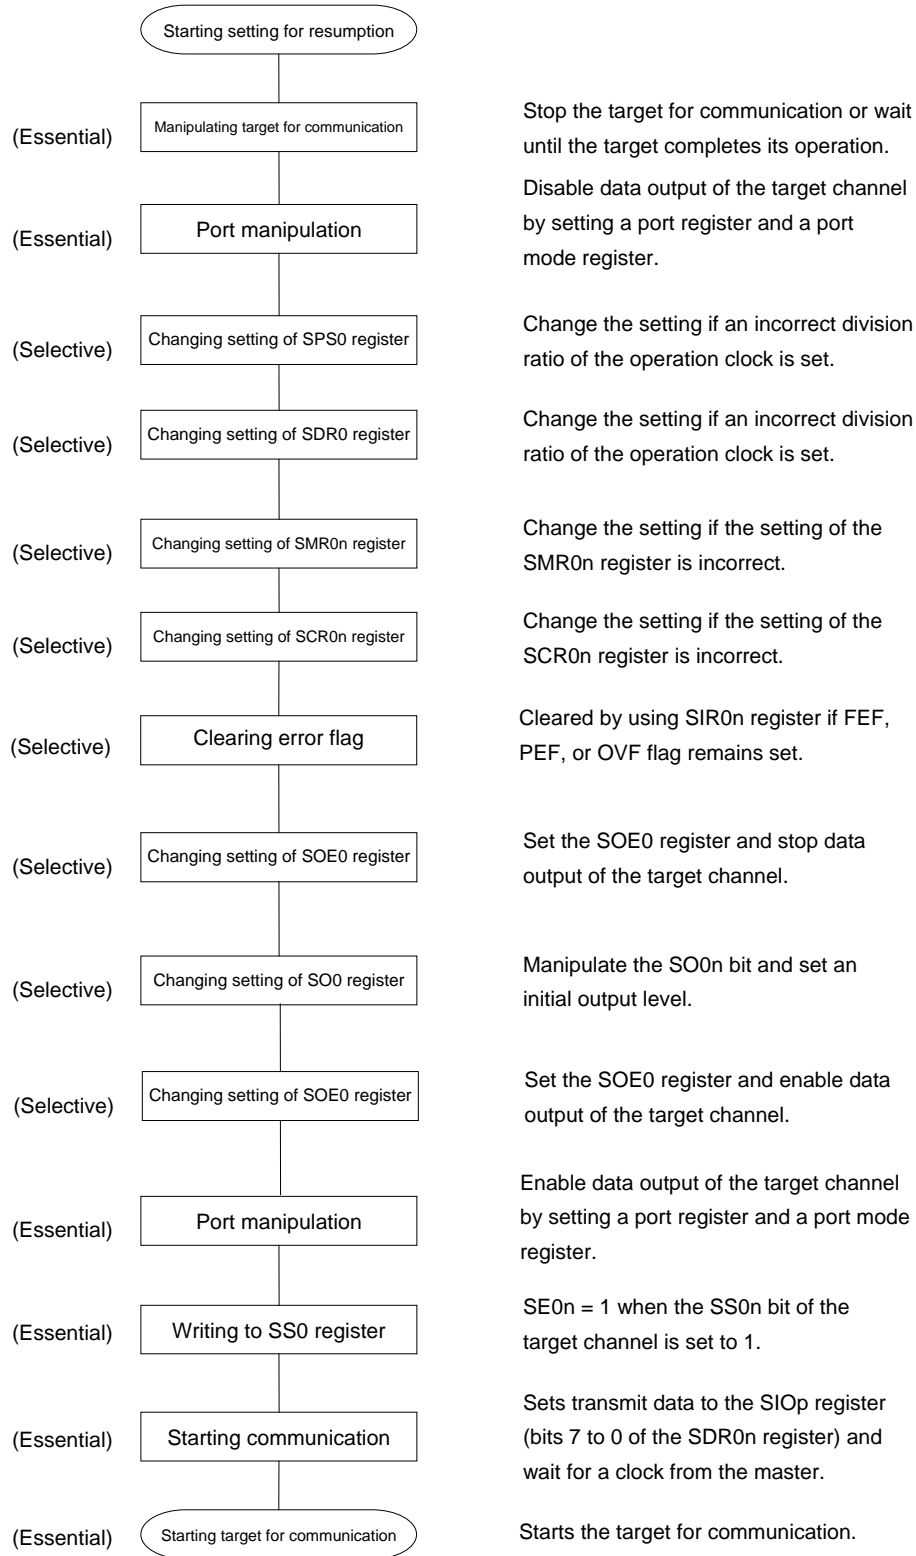 Starting setting for resumption
(Essential)
Manipulating target for communication
Stop the target for communication or wait
until the target completes its operation.
(Essential)
Port manipulation
Disable data output of the target channel
by setting a port register and a port
mode register.
(Selective)
Changing setting of SPS0 register
Change the setting if an incorrect division
ratio of the operation clock is set.
(Selective)
Changing setting of SDR0 register
Change the setting if an incorrect division
ratio of the operation clock is set.
(Selective)
Changing setting of SMR0n register
Change the setting if the setting of the
SMR0n register is incorrect.
(Selective)
Changing setting of SCR0n register
Change the setting if the setting of the
SCR0n register is incorrect.
(Selective)
Clearing error flag
Cleared by using SIR0n register if FEF,
PEF, or OVF flag remains set.
(Selective)
Changing setting of SOE0 register
Set the SOE0 register and stop data
output of the target channel.
(Selective)
Changing setting of SO0 register
Manipulate the SO0n bit and set an
initial output level.
(Selective)
Changing setting of SOE0 register
Set the SOE0 register and enable data
output of the target channel.
(Essential)
Port manipulation
Enable data output of the target channel
by setting a port register and a port mode
register.
(Essential)
Writing to SS0 register
SE0n = 1 when the SS0n bit of the
target channel is set to 1.
(Essential)
Starting communication
Sets transmit data to the SIOp register
(bits 7 to 0 of the SDR0n register) and
wait for a clock from the master.
(Essential)
Starting target for communication
Starts the target for communication.